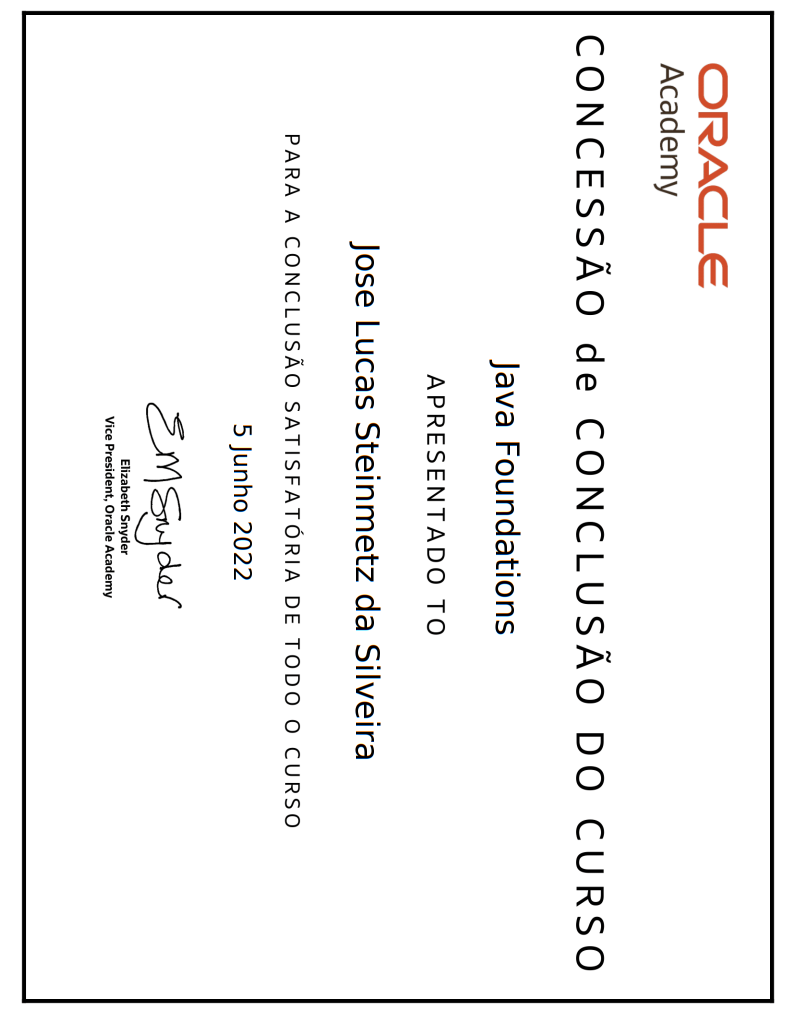 ORACLE
Academy
CONCESSÃO de CONCLUSÃO DO CURSO
Java Foundations
APRESENTADO TO
Jose Lucas Steinmetz da Silveira
PARA A CONCLUSÃO SATISFATÓRIA DE TODO O CURSO
5 Junho 2022
EMSnyder
Elizabeth Snyder
Vice President, Oracle Academy